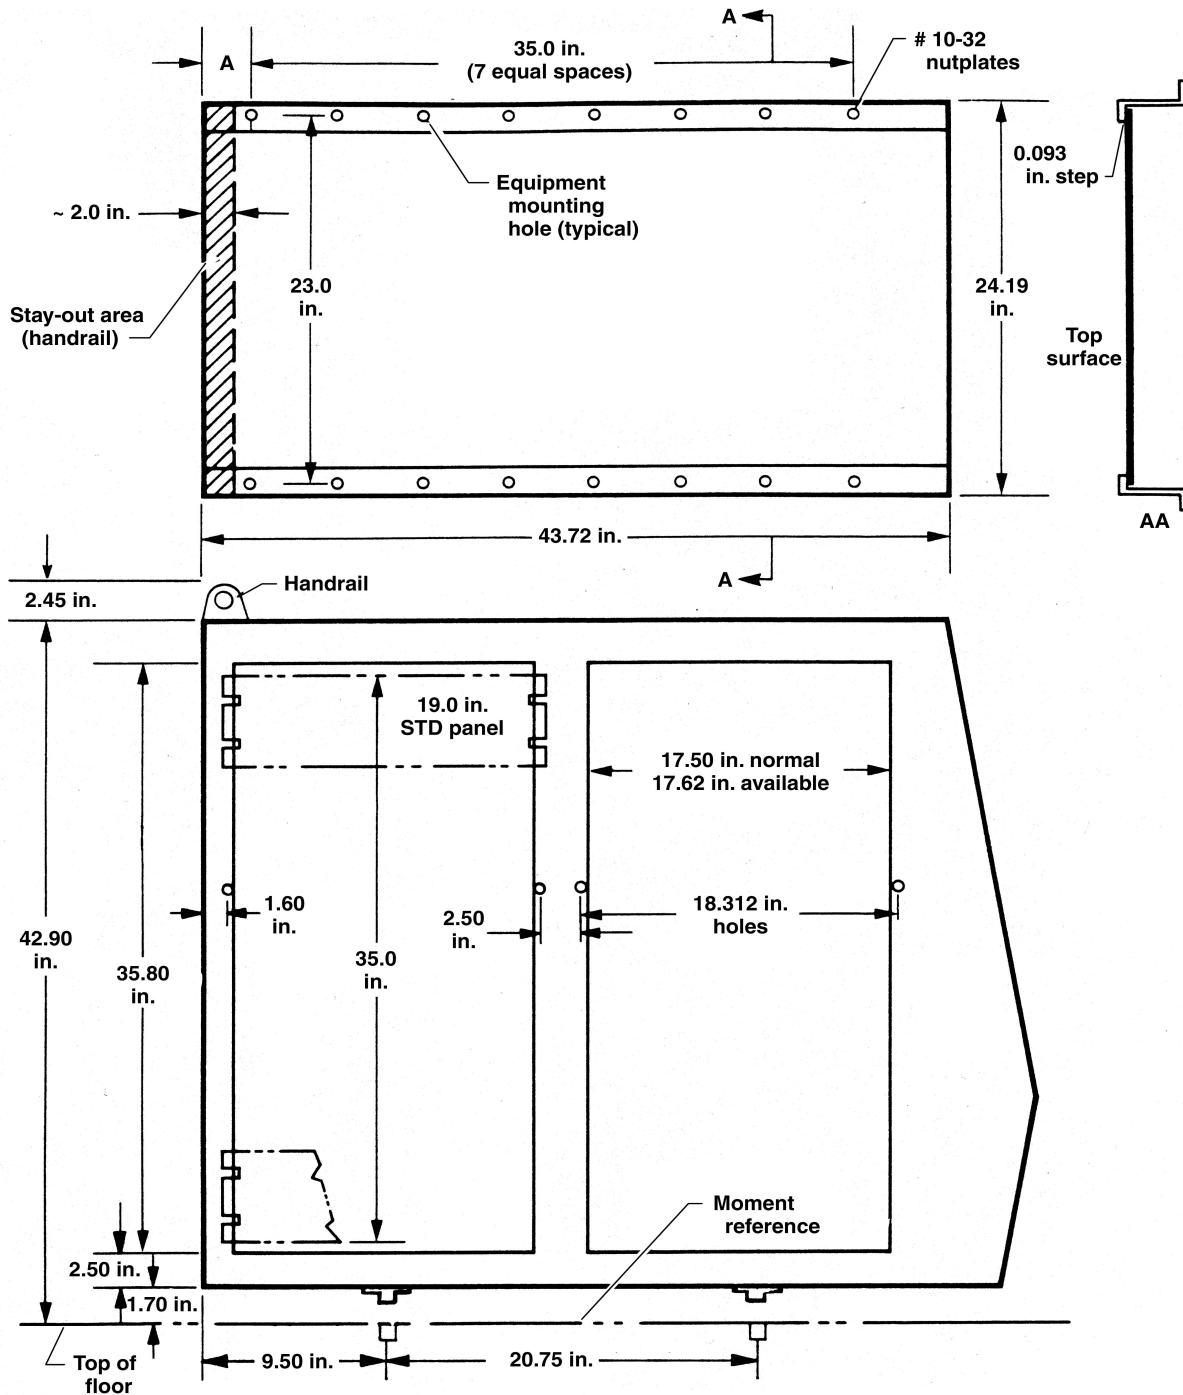 A
35.0 in.
(7 equal spaces)
A
# 10-32
nutplates
0.093
in. step
Equipment
mounting
hole (typical)
~ 2.0 in.
23.0
in.
24.19
in.
Stay-out area
(handrail)
Top
surface
AA
43.72 in.
A
Handrail
2.45 in.
19.0 in.
STD panel
17.50 in. normal
17.62 in. available
1.60
in.
2.50
in.
18.312 in.
holes
42.90
in.
35.80
in.
35.0
in.
Moment
reference
2.50 in.
1.70 in.
Top of
floor
9.50 in.
20.75 in.